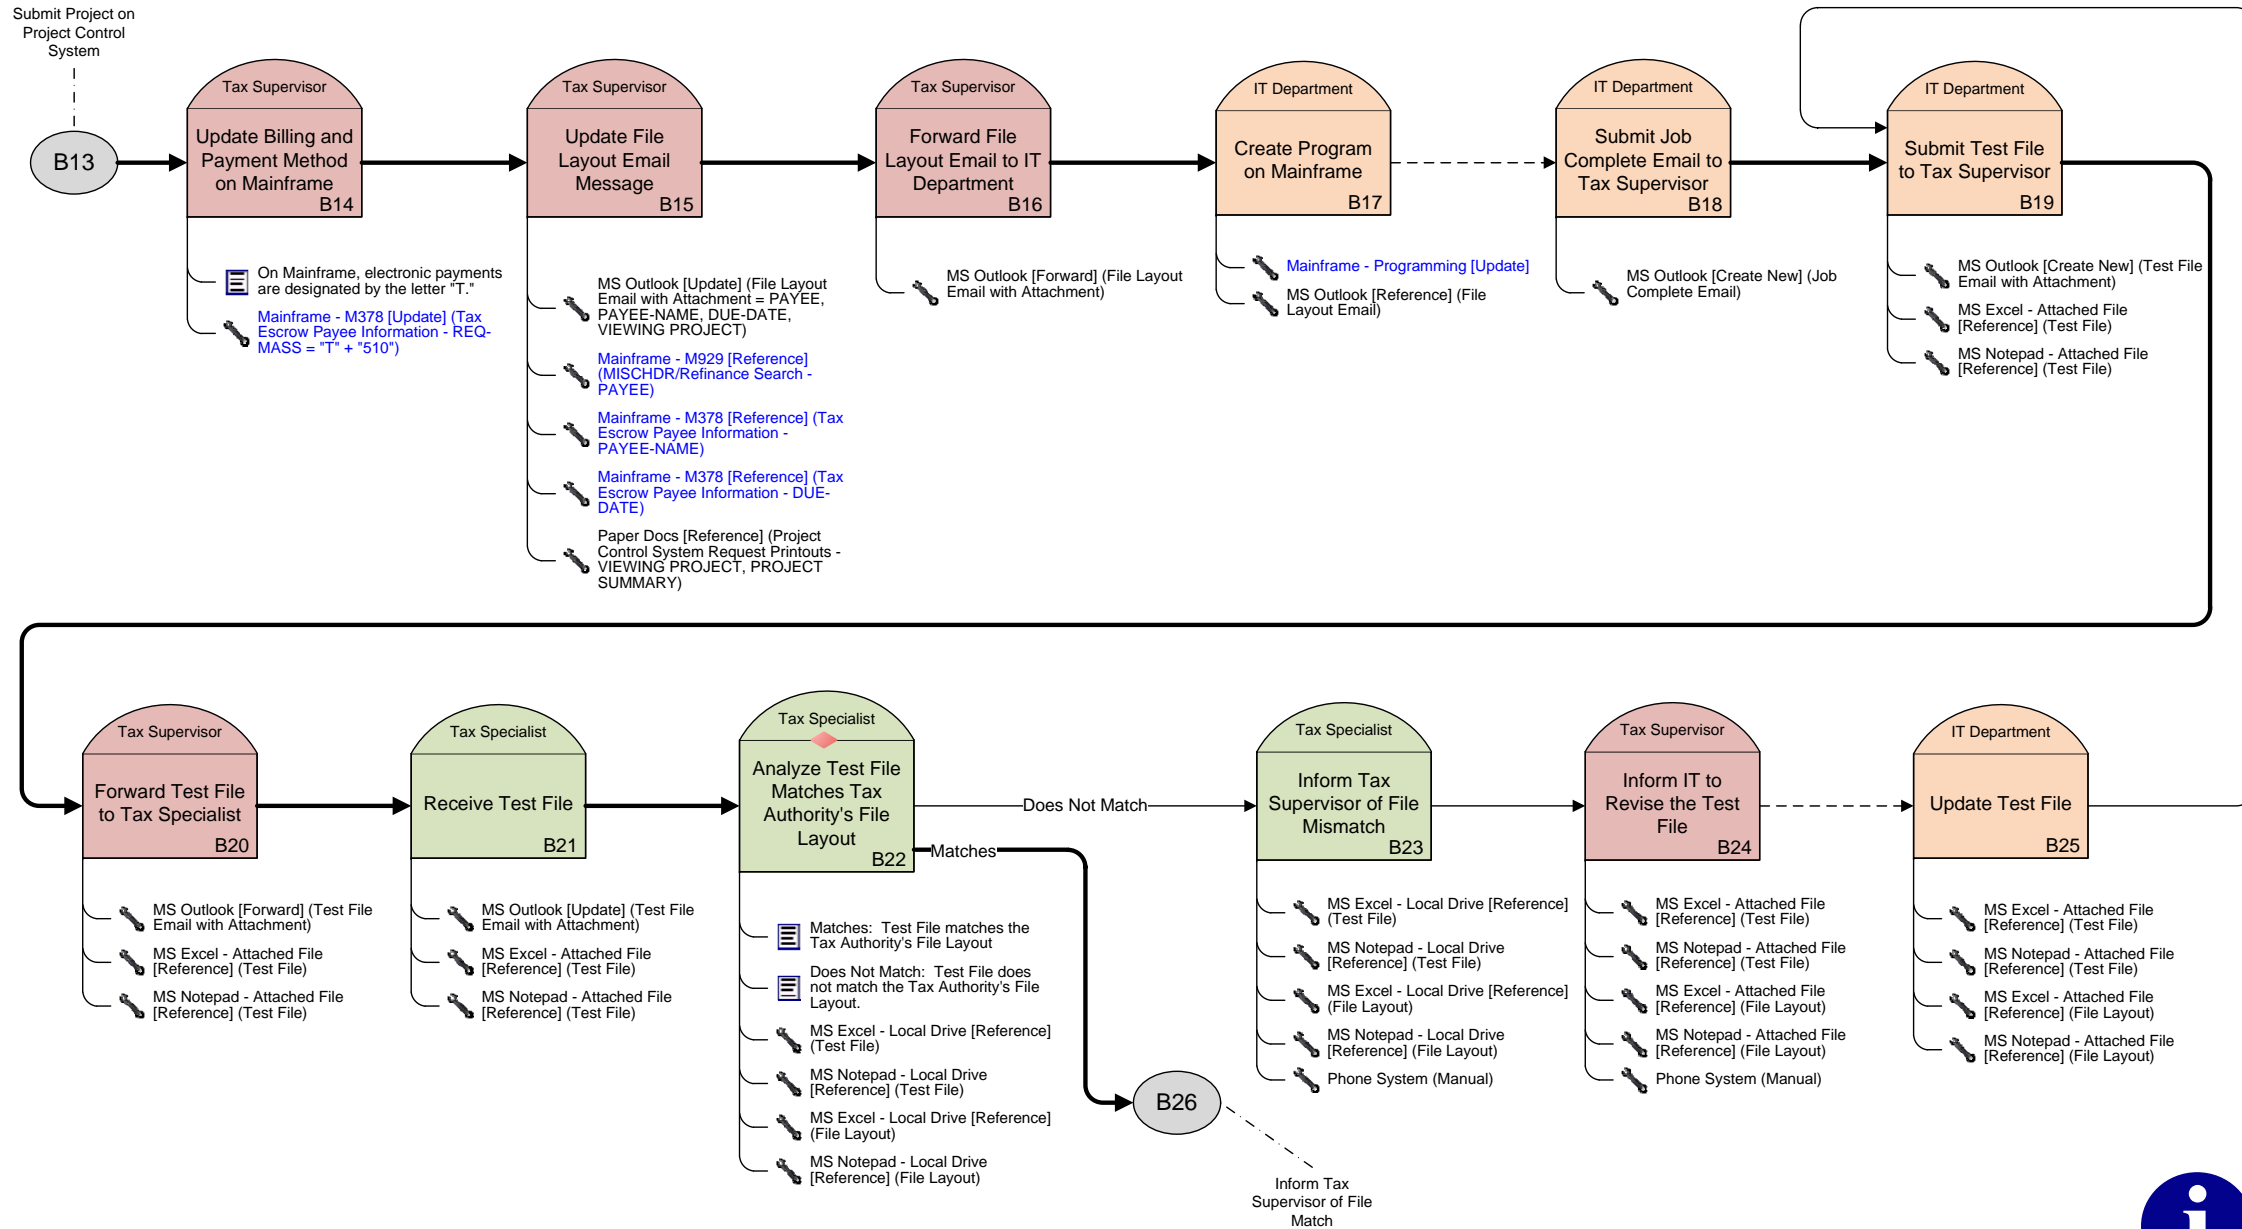 Submit Project on
Project Control
System
B13
Tax Supervisor
Update Billing and
Payment Method
on Mainframe
B14
On Mainframe, electronic payments
are designated by the letter "T."
Mainframe - M378 [Update] (Tax
Escrow Payee Information - REQ-
MASS = "T" + "510")
Tax Supervisor
Update File
Layout Email
Message
B15
MS Outlook [Update] (File Layout
Email with Attachment = PAYEE,
PAYEE-NAME, DUE-DATE,
VIEWING PROJECT)
Mainframe - M929 [Reference]
(MISCHDR/Refinance Search -
PAYEE)
Mainframe - M378 [Reference] (Tax
Escrow Payee Information -
PAYEE-NAME)
Mainframe - M378 [Reference] (Tax
Escrow Payee Information - DUE-
DATE)
Paper Docs [Reference] (Project
Control System Request Printouts -
VIEWING PROJECT, PROJECT
SUMMARY)
Tax Supervisor
Forward File
Layout Email to IT
Department
B16
MS Outlook [Forward] (File Layout
Email with Attachment)
IT Department
Create Program
on Mainframe
B17
Mainframe - Programming [Update]
MS Outlook [Reference] (File
Layout Email)
IT Department
Submit Job
Complete Email to
Tax Supervisor
B18
MS Outlook [Create New] (Job
Complete Email)
IT Department
Submit Test File
to Tax Supervisor
B19
MS Outlook [Create New] (Test File
Email with Attachment)
MS Excel - Attached File
[Reference] (Test File)
MS Notepad - Attached File
[Reference] (Test File)
Tax Supervisor
Forward Test File
to Tax Specialist
B20
MS Outlook [Forward] (Test File
Email with Attachment)
MS Excel - Attached File
[Reference] (Test File)
MS Notepad - Attached File
[Reference] (Test File)
Tax Specialist
Receive Test File
B21
MS Outlook [Update] (Test File
Email with Attachment)
MS Excel - Attached File
[Reference] (Test File)
MS Notepad - Attached File
[Reference] (Test File)
Tax Specialist
Analyze Test File
Matches Tax
Authority's File
Layout
B22
Does Not Match
Matches
Matches:  Test File matches the
Tax Authority's File Layout
Does Not Match:  Test File does
not match the Tax Authority's File
Layout.
MS Excel - Local Drive [Reference]
(Test File)
MS Notepad - Local Drive
[Reference] (Test File)
MS Excel - Local Drive [Reference]
(File Layout)
MS Notepad - Local Drive
[Reference] (File Layout)
B26
Inform Tax
Supervisor of File
Match
Tax Specialist
Inform Tax
Supervisor of File
Mismatch
B23
MS Excel - Local Drive [Reference]
(Test File)
MS Notepad - Local Drive
[Reference] (Test File)
MS Excel - Local Drive [Reference]
(File Layout)
MS Notepad - Local Drive
[Reference] (File Layout)
Phone System (Manual)
Tax Supervisor
Inform IT to
Revise the Test
File
B24
MS Excel - Attached File
[Reference] (Test File)
MS Notepad - Attached File
[Reference] (Test File)
MS Excel - Attached File
[Reference] (File Layout)
MS Notepad - Attached File
[Reference] (File Layout)
Phone System (Manual)
IT Department
Update Test File
B25
MS Excel - Attached File
[Reference] (Test File)
MS Notepad - Attached File
[Reference] (Test File)
MS Excel - Attached File
[Reference] (File Layout)
MS Notepad - Attached File
[Reference] (File Layout)
i